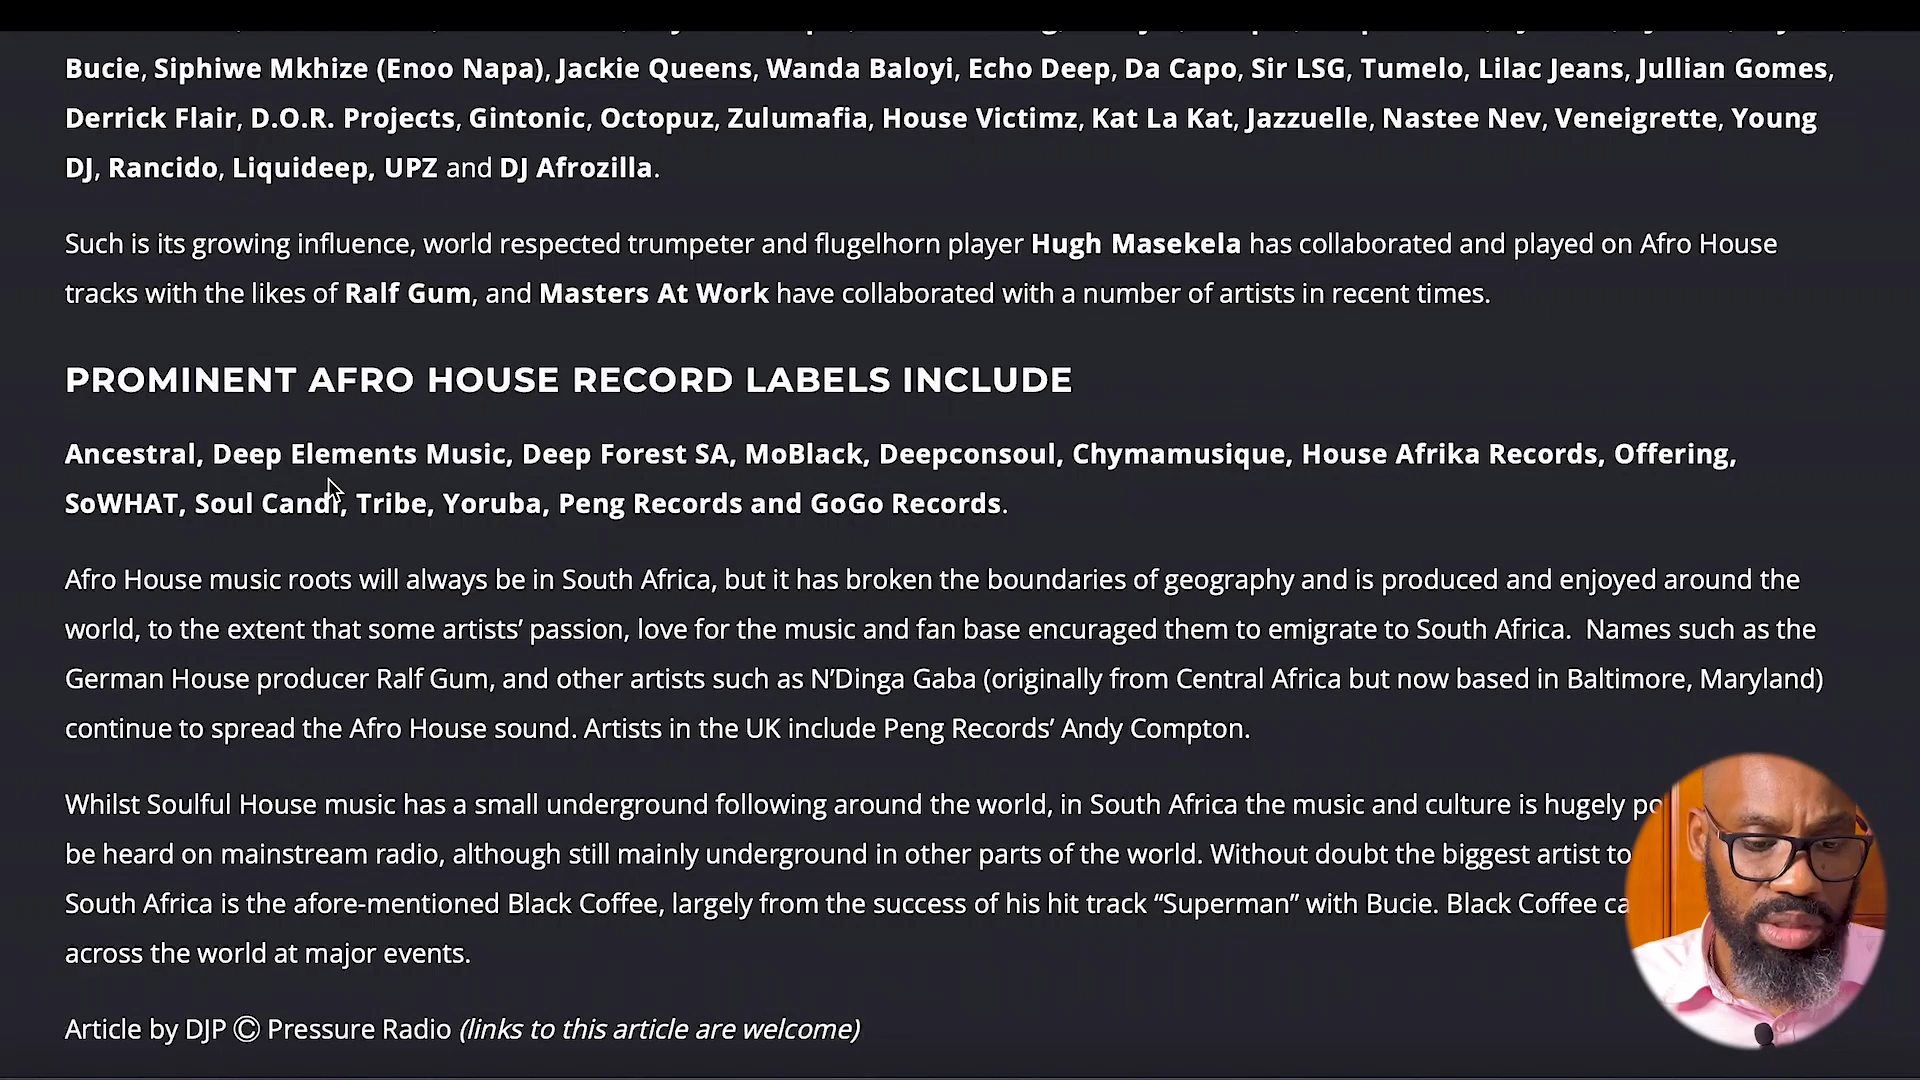 Bucie, Siphiwe Mkhize (Enoo Napa), Jackie Queens, Wanda Baloyi, Echo Deep, Da Capo, Sir LSG, Tumelo, Lilac Jeans, Jullian Gomes,
Derrick Flair, D.O.R. Projects, Gintonic, Octopuz, Zulumafia, House Victimz, Kat La Kat, Jazzuelle, Nastee Nev, Veneigrette, Young
DJ, Rancido, Liquideep, UPZ and DJ Afrozilla.
Such is its growing influence, world respected trumpeter and flugelhorn player Hugh Masekela has collaborated and played on Afro House
tracks with the likes of Ralf Gum, and Masters At Work have collaborated with a number of artists in recent times.
PROMINENT AFRO HOUSE RECORD LABELS INCLUDE
Ancestral, Deep Elements Music, Deep Forest SA, MoBlack, Deepconsoul, Chymamusique, House Afrika Records, Offering,
SoWHAT, Soul Candi, Tribe, Yoruba, Peng Records and GoGo Records.
Afro House music roots will always be in South Africa, but it has broken the boundaries of geography and is produced and enjoyed around the
world, to the extent that some artists’ passion, love for the music and fan base encuraged them to emigrate to South Africa.  Names such as the
German House producer Ralf Gum, and other artists such as N’Dinga Gaba (originally from Central Africa but now based in Baltimore, Maryland)
continue to spread the Afro House sound. Artists in the UK include Peng Records’ Andy Compton.
Whilst Soulful House music has a small underground following around the world, in South Africa the music and culture is hugely po
be heard on mainstream radio, although still mainly underground in other parts of the world. Without doubt the biggest artist to
South Africa is the afore-mentioned Black Coffee, largely from the success of his hit track “Superman” with Bucie. Black Coffee ca
across the world at major events.
Article by DJP © Pressure Radio (links to this article are welcome)